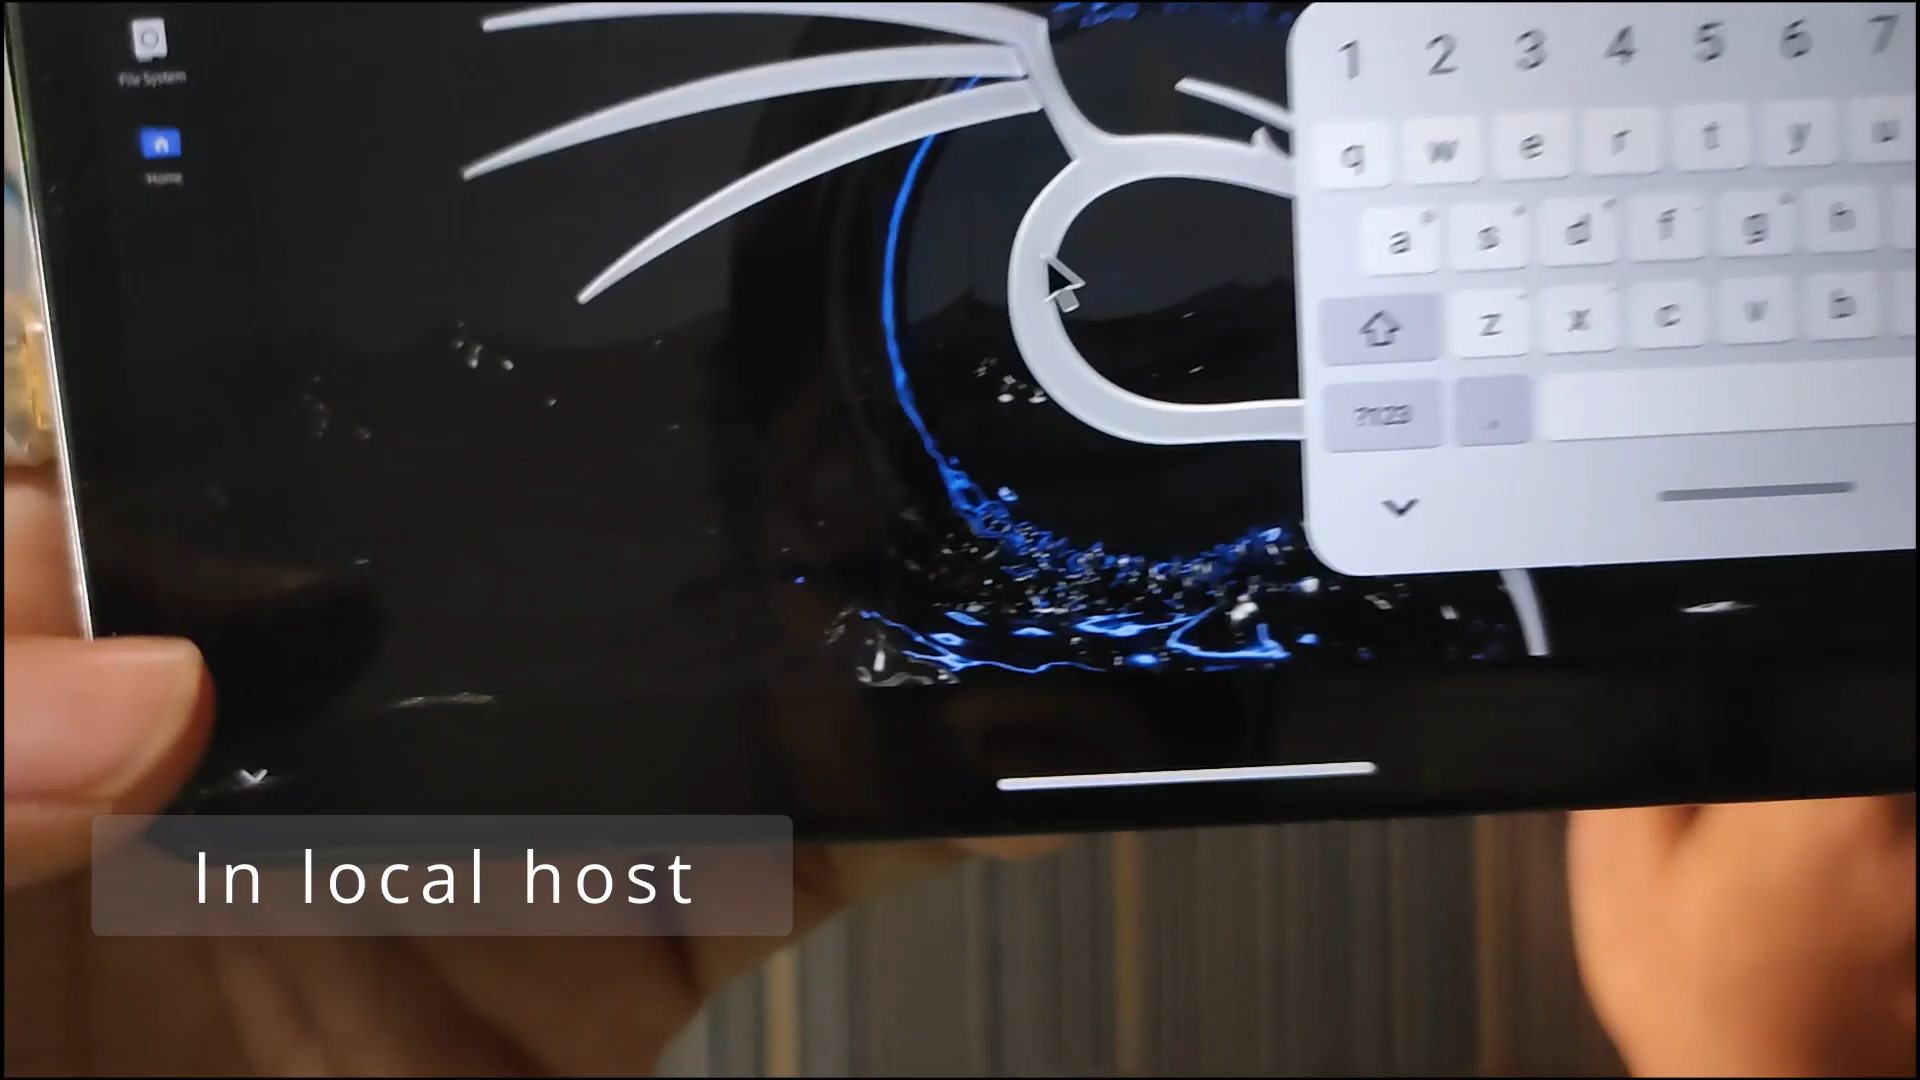 File System
Home
1 2 3 4 5 6 7
q w e r t y u
a s d f g h
z x c v b
?123 .
In local host